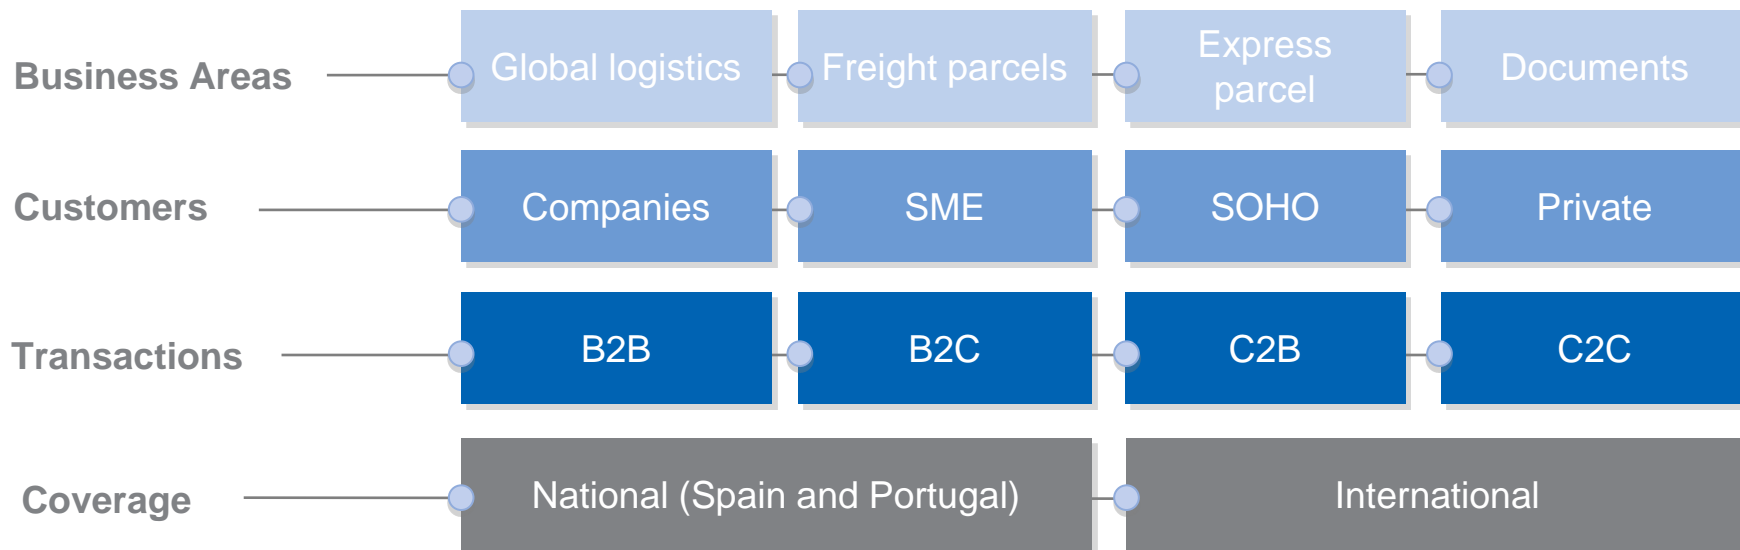 Business Areas
Global logistics
Freight parcels
Express
parcel
Documents
Customers
Companies
SME
SOHO
Private
Transactions
B2B
B2C
C2B
C2C
Coverage
National (Spain and Portugal)
International